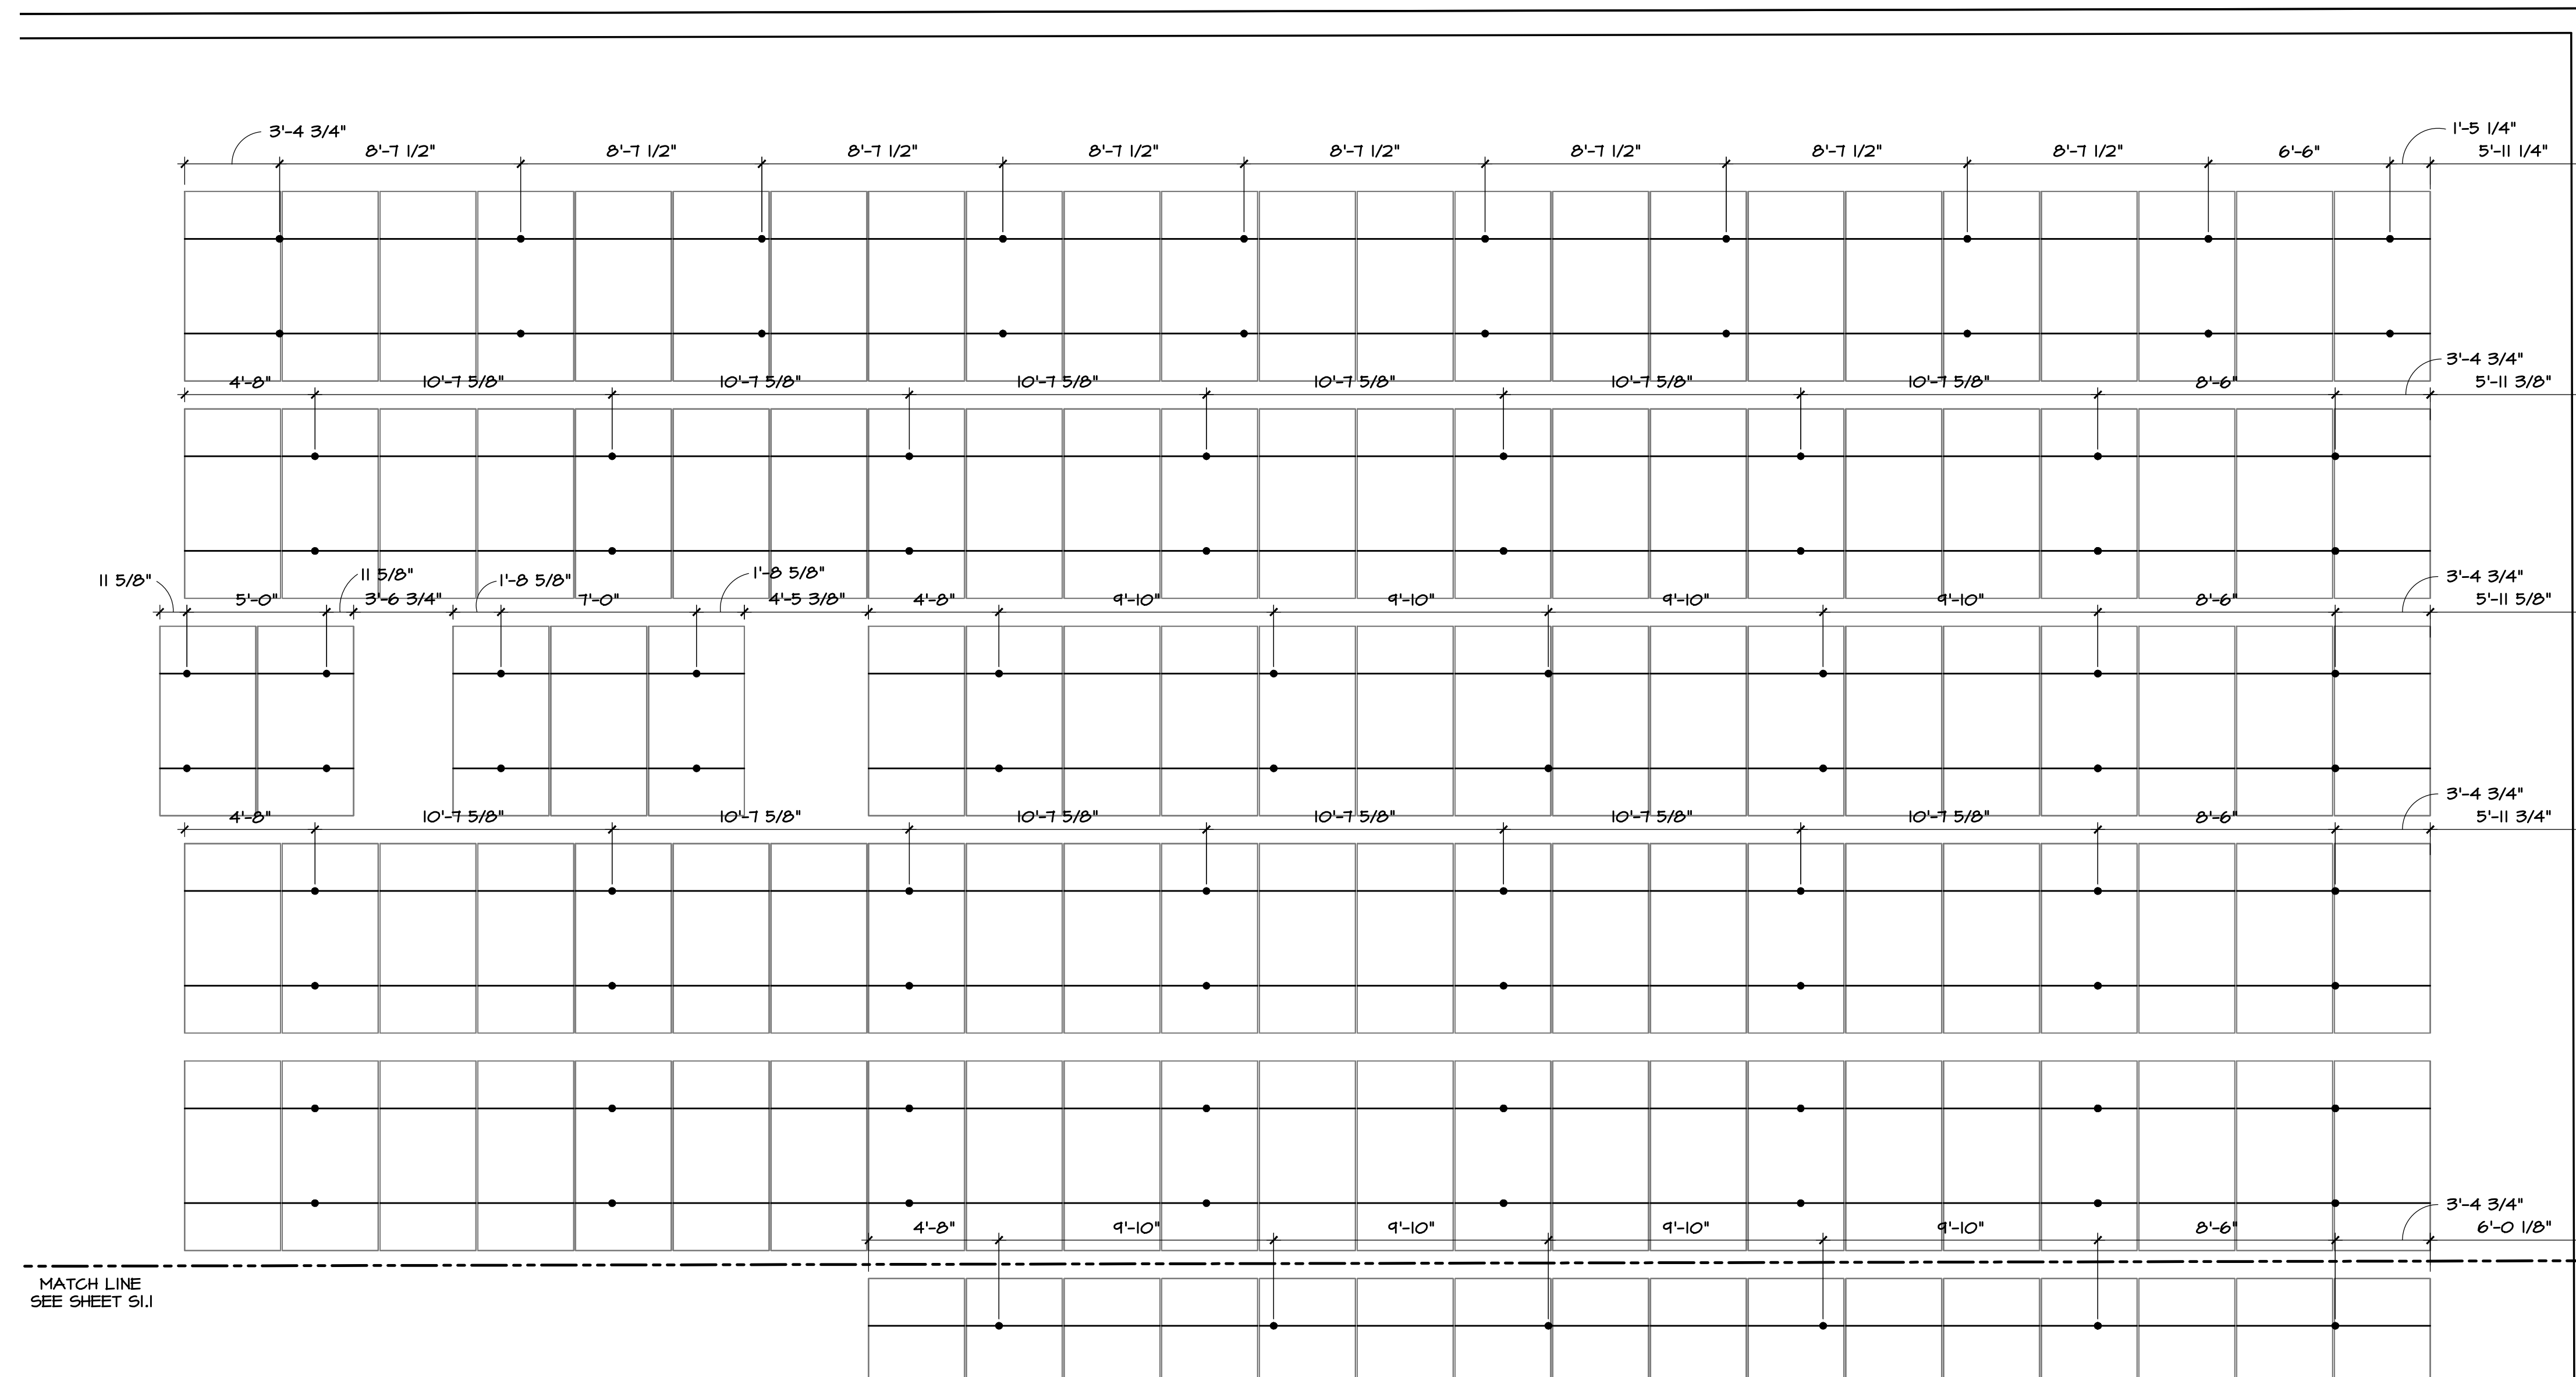 3'-4 3/4"
1'-5 1/4"
8'-7 1/2" 8'-7 1/2" 8'-7 1/2" 8'-7 1/2" 8'-7 1/2" 8'-7 1/2" 8'-7 1/2" 8'-7 1/2" 6'-6" 5'-11 1/4"
3'-4 3/4"
4'-8" 10'-7 5/8" 10'-7 5/8" 10'-7 5/8" 10'-7 5/8" 10'-7 5/8" 10'-7 5/8" 8'-6" 5'-11 3/8"
11 5/8" 11 5/8" 1'-8 5/8" 1'-8 5/8" 3'-4 3/4"
5'-0" 3'-6 3/4" 7'-0" 4'-5 3/8" 4'-8" 9'-10" 9'-10" 9'-10" 9'-10" 8'-6" 5'-11 5/8"
3'-4 3/4"
4'-8" 10'-7 5/8" 10'-7 5/8" 10'-7 5/8" 10'-7 5/8" 10'-7 5/8" 10'-7 5/8" 8'-6" 5'-11 3/4"
3'-4 3/4"
4'-8" 9'-10" 9'-10" 9'-10" 9'-10" 8'-6" 6'-0 1/8"
MATCH LINE
SEE SHEET S1.1